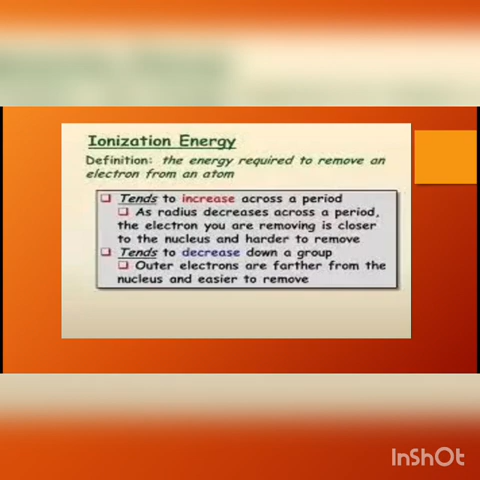 Ionization Energy
Definition: the energy required to remove an
electron from an atom
Tends to increase across a period
As radius decreases across a period,
the electron you are removing is closer
to the nucleus and harder to remove
Tends to decrease down a group
Outer electrons are farther from the
nucleus and easier to remove
InShOt